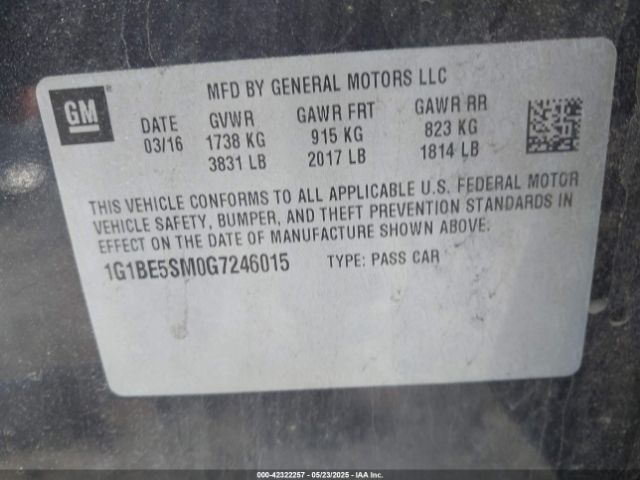 GM
MFD BY GENERAL MOTORS LLC
DATE GVWR GAWR FRT GAWR RR
03/16 1738 KG 915 KG 823 KG
3831 LB 2017 LB 1814 LB
THIS VEHICLE CONFORMS TO ALL APPLICABLE U.S. FEDERAL MOTOR
VEHICLE SAFETY, BUMPER, AND THEFT PREVENTION STANDARDS IN
EFFECT ON THE DATE OF MANUFACTURE SHOWN ABOVE.
1G1BE5SM0G7246015 TYPE: PASS CAR
000-42322257 - 05/23/2025 - IAA, Inc.